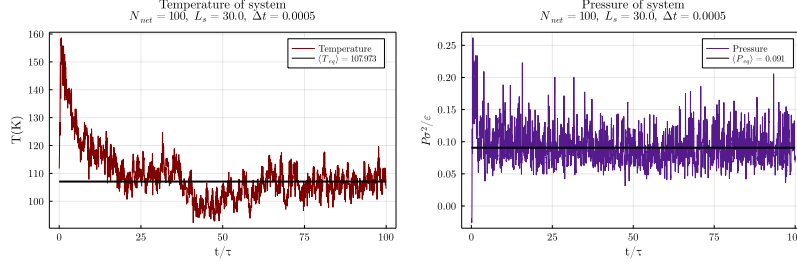 Temperature of system
N_net = 100, L_s = 30.0, Δt = 0.0005
160
150
140
130
120
110
100
T(K)
Temperature
⟨T_eq⟩ = 107.973
0
25
50
75
100
t/τ
Pressure of system
N_net = 100, L_s = 30.0, Δt = 0.0005
0.25
0.20
0.15
0.10
0.05
0.00
Pσ²/ε
Pressure
⟨P_eq⟩ = 0.091
0
25
50
75
100
t/τ